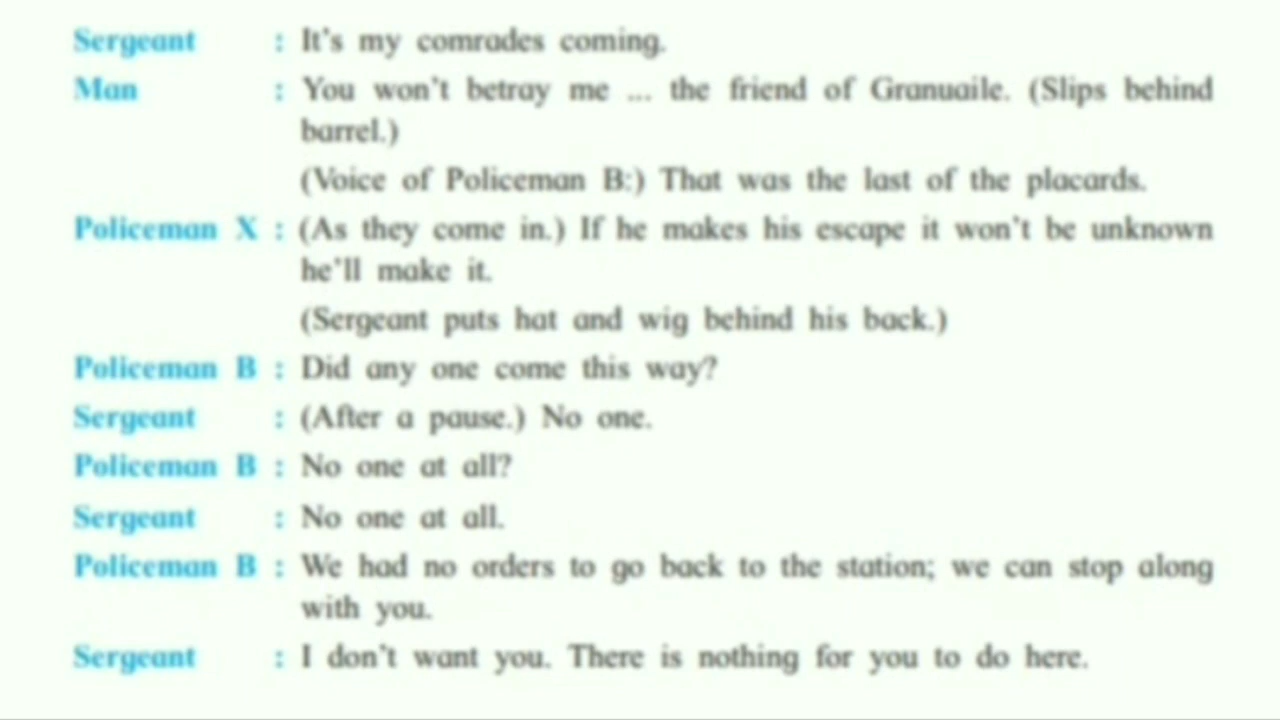 Sergeant : It's my comrades coming.
Man : You won't betray me ... the friend of Granuaile. (Slips behind
barrel.)
(Voice of Policeman B:) That was the last of the placards.
Policeman X : (As they come in.) If he makes his escape it won't be unknown
he'll make it.
(Sergeant puts hat and wig behind his back.)
Policeman B : Did any one come this way?
Sergeant : (After a pause.) No one.
Policeman B : No one at all?
Sergeant : No one at all.
Policeman B : We had no orders to go back to the station; we can stop along
with you.
Sergeant : I don't want you. There is nothing for you to do here.